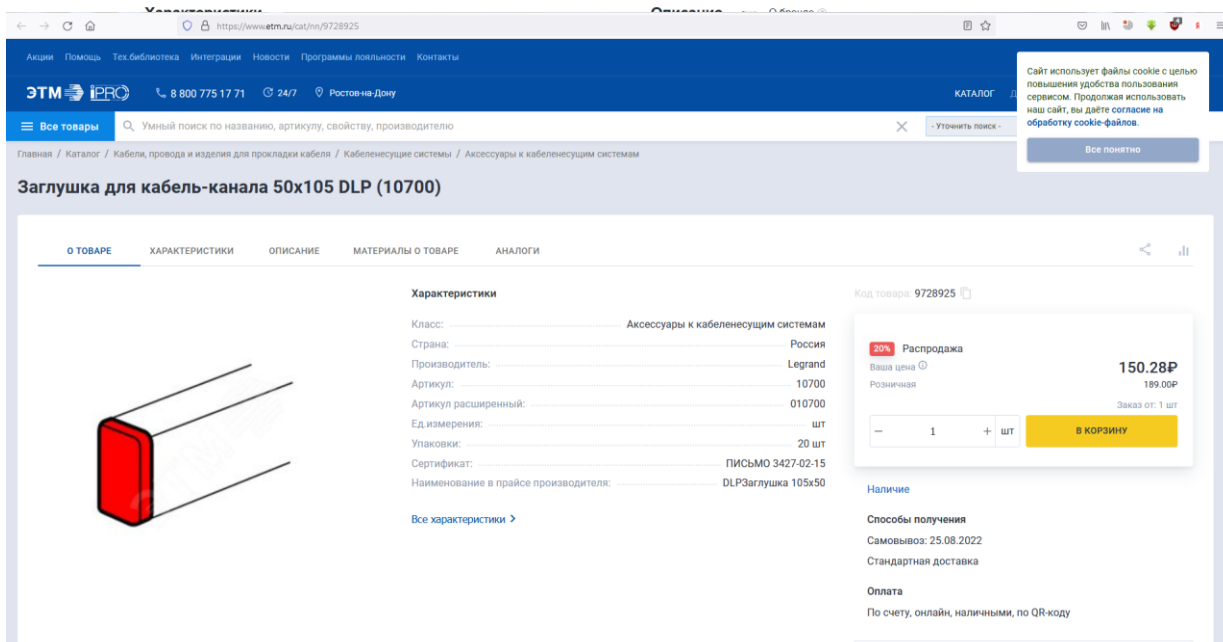 Характеристики Описание О бренде
https://www.etm.ru/cat/nn/9728925
Акции Помощь Тех.библиотека Интеграции Новости Программы лояльности Контакты
ЭТМ iPRO 8 800 775 17 71 24/7 Ростов-на-Дону КАТАЛОГ
Все товары Умный поиск по названию, артикулу, свойству, производителю - Уточнить поиск -
Сайт использует файлы cookie с целью
повышения удобства пользования
сервисом. Продолжая использовать
наш сайт, вы даёте согласие на
обработку cookie-файлов.
Все понятно
Главная / Каталог / Кабели, провода и изделия для прокладки кабеля / Кабеленесущие системы / Аксессуары к кабеленесущим системам
Заглушка для кабель-канала 50х105 DLP (10700)
О ТОВАРЕ ХАРАКТЕРИСТИКИ ОПИСАНИЕ МАТЕРИАЛЫ О ТОВАРЕ АНАЛОГИ
Характеристики
Класс: Аксессуары к кабеленесущим системам
Страна: Россия
Производитель: Legrand
Артикул: 10700
Артикул расширенный: 010700
Ед.измерения: шт
Упаковки: 20 шт
Сертификат: ПИСЬМО 3427-02-15
Наименование в прайсе производителя: DLPЗаглушка 105x50
Все характеристики
Код товара: 9728925
20% Распродажа
Ваша цена 150.28₽
Розничная 189.00₽
Заказ от: 1 шт
− 1 + шт В КОРЗИНУ
Наличие
Способы получения
Самовывоз: 25.08.2022
Стандартная доставка
Оплата
По счету, онлайн, наличными, по QR-коду